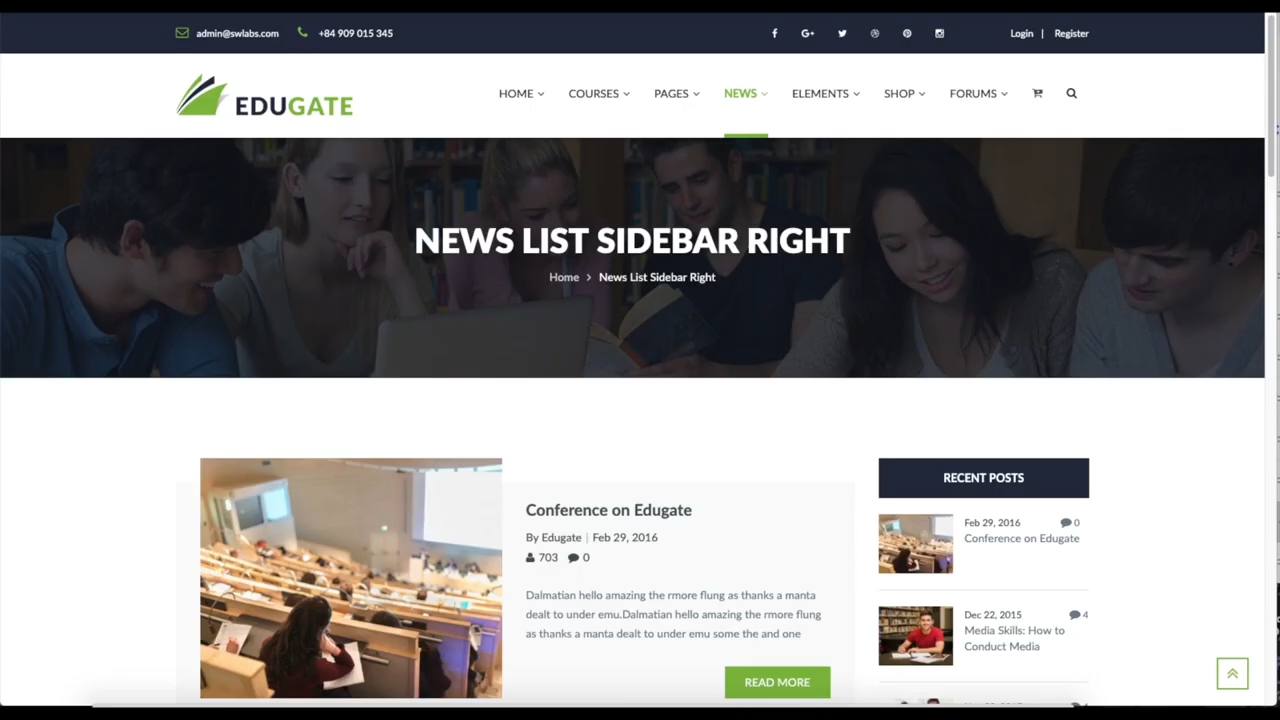 admin@swlabs.com +84 909 015 345 Login | Register
EDUGATE
HOME COURSES PAGES NEWS ELEMENTS SHOP FORUMS
NEWS LIST SIDEBAR RIGHT
Home > News List Sidebar Right
Conference on Edugate
By Edugate | Feb 29, 2016
703 0
Dalmatian hello amazing the rmore flung as thanks a manta
dealt to under emu.Dalmatian hello amazing the rmore flung
as thanks a manta dealt to under emu some the and one
READ MORE
RECENT POSTS
Feb 29, 2016 0
Conference on Edugate
Dec 22, 2015 4
Media Skills: How to
Conduct Media